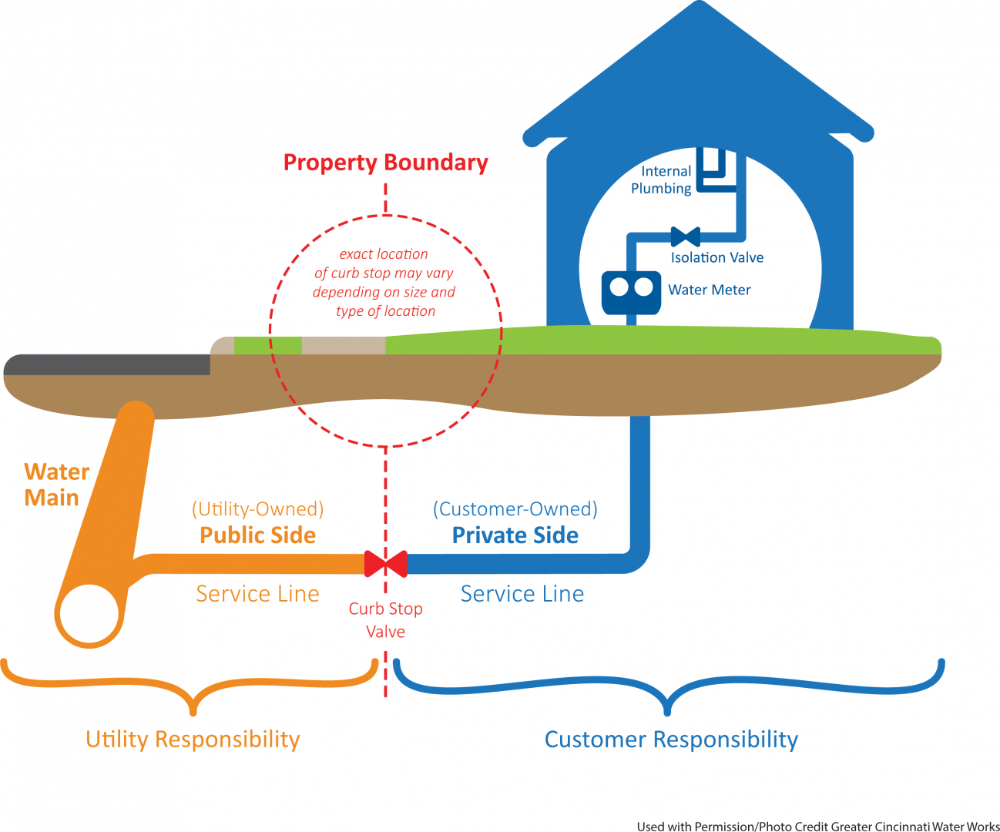 Property Boundary
exact location
of curb stop may vary
depending on size and
type of location
Internal
Plumbing
Isolation Valve
Water Meter
Water
Main
(Utility-Owned)
Public Side
Service Line
(Customer-Owned)
Private Side
Service Line
Curb Stop
Valve
Utility Responsibility
Customer Responsibility
Used with Permission/Photo Credit Greater Cincinnati Water Works